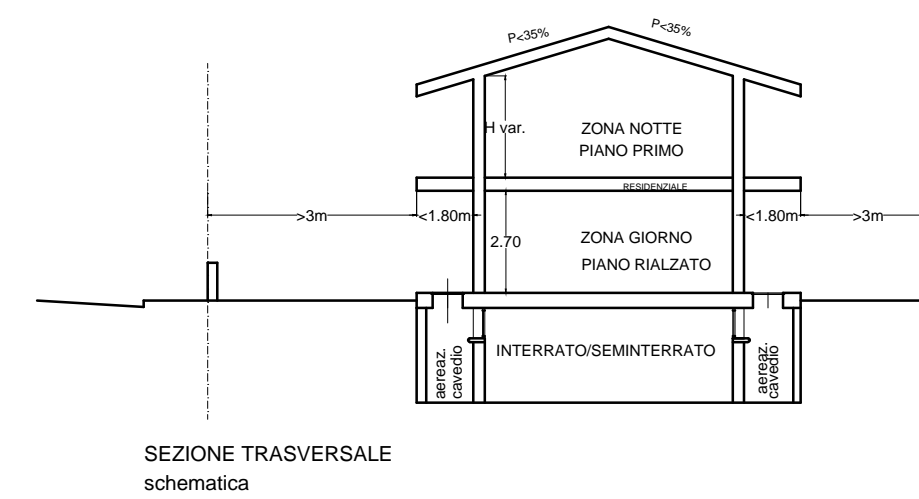 P<35%
P<35%
H var.
ZONA NOTTE
PIANO PRIMO
RESIDENZIALE
>3m
<1.80m
<1.80m
>3m
2.70
ZONA GIORNO
PIANO RIALZATO
aereaz.
cavedio
INTERRATO/SEMINTERRATO
aereaz.
cavedio
SEZIONE TRASVERSALE
schematica